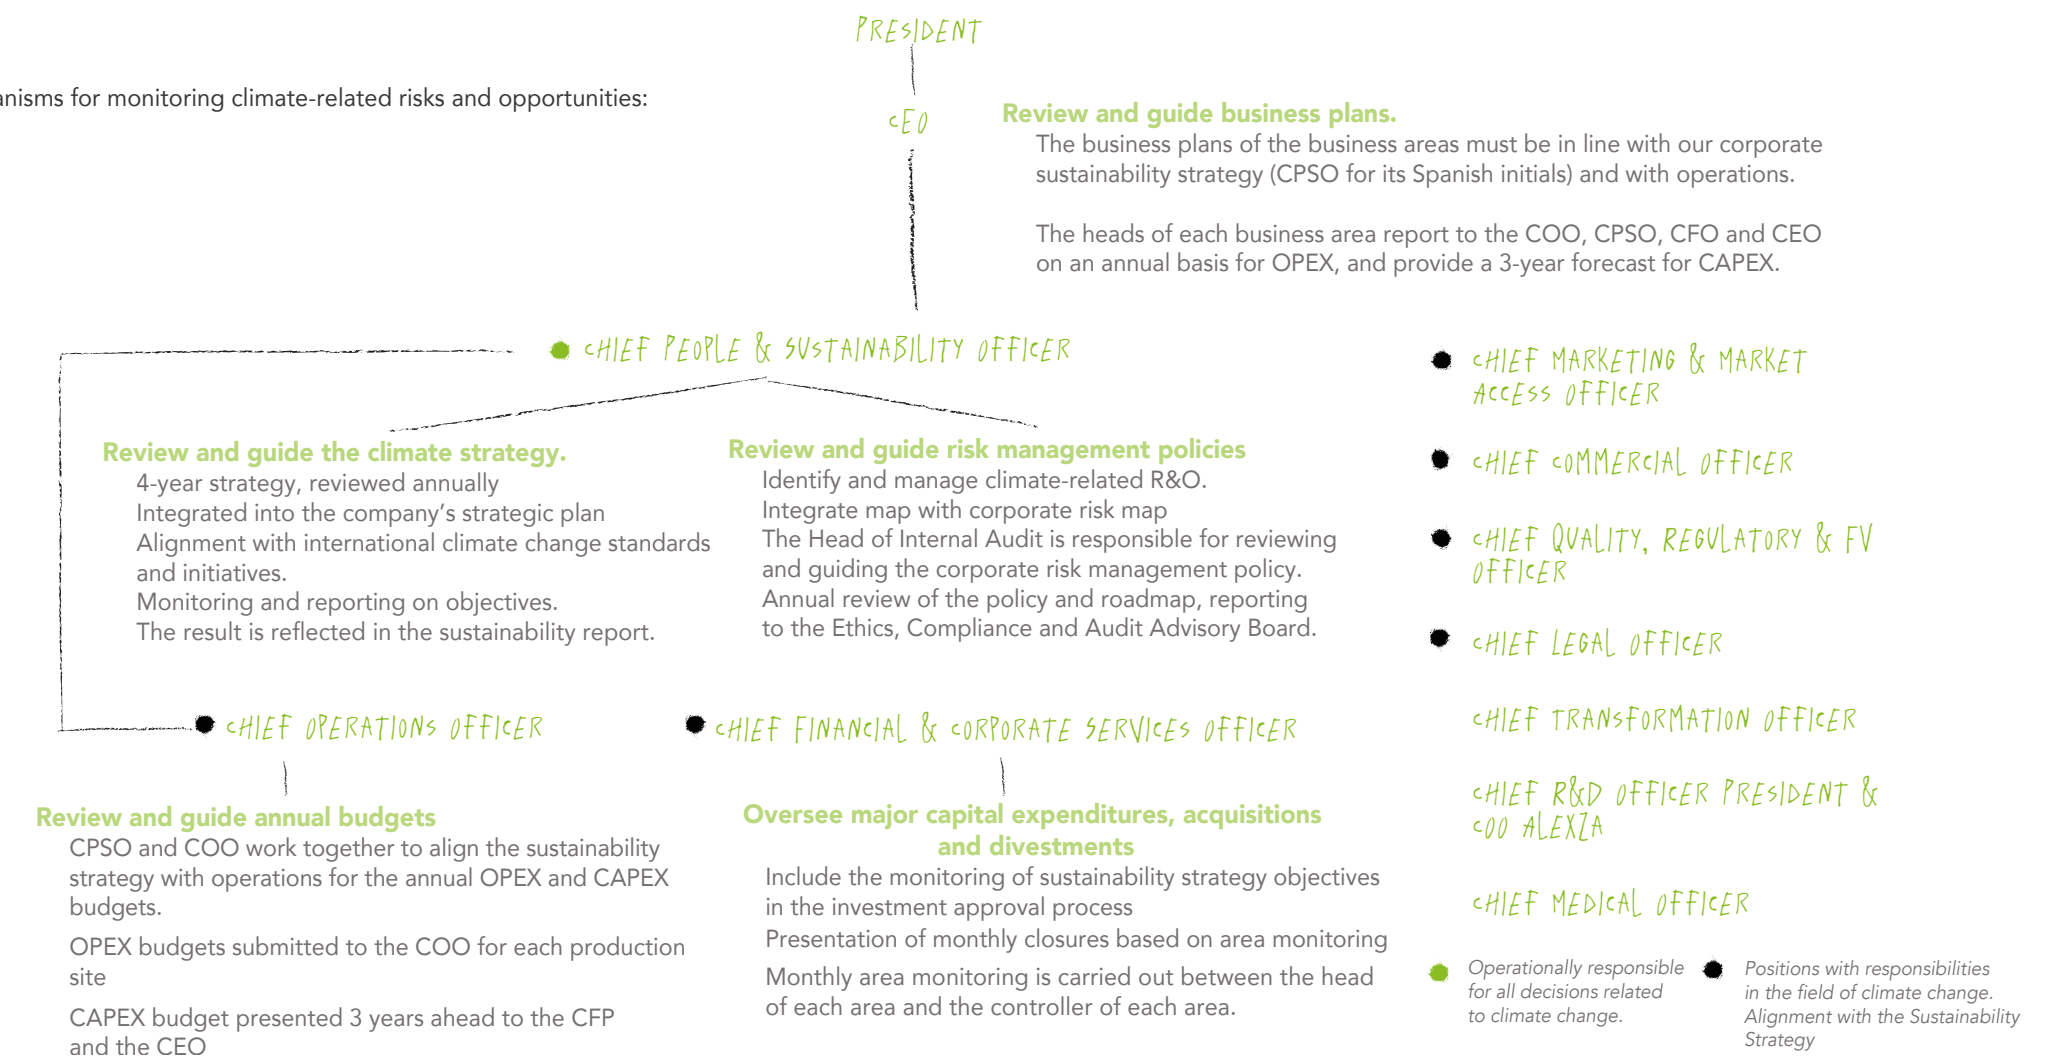 PRESIDENT
anisms for monitoring climate-related risks and opportunities:
CEO
Review and guide business plans.
The business plans of the business areas must be in line with our corporate
sustainability strategy (CPSO for its Spanish initials) and with operations.
The heads of each business area report to the COO, CPSO, CFO and CEO
on an annual basis for OPEX, and provide a 3-year forecast for CAPEX.
CHIEF PEOPLE & SUSTAINABILITY OFFICER
Review and guide the climate strategy.
4-year strategy, reviewed annually
Integrated into the company's strategic plan
Alignment with international climate change standards
and initiatives.
Monitoring and reporting on objectives.
The result is reflected in the sustainability report.
Review and guide risk management policies
Identify and manage climate-related R&O.
Integrate map with corporate risk map
The Head of Internal Audit is responsible for reviewing
and guiding the corporate risk management policy.
Annual review of the policy and roadmap, reporting
to the Ethics, Compliance and Audit Advisory Board.
CHIEF OPERATIONS OFFICER
Review and guide annual budgets
CPSO and COO work together to align the sustainability
strategy with operations for the annual OPEX and CAPEX
budgets.
OPEX budgets submitted to the COO for each production
site
CAPEX budget presented 3 years ahead to the CFP
and the CEO
CHIEF FINANCIAL & CORPORATE SERVICES OFFICER
Oversee major capital expenditures, acquisitions
and divestments
Include the monitoring of sustainability strategy objectives
in the investment approval process
Presentation of monthly closures based on area monitoring
Monthly area monitoring is carried out between the head
of each area and the controller of each area.
CHIEF MARKETING & MARKET
ACCESS OFFICER
CHIEF COMMERCIAL OFFICER
CHIEF QUALITY, REGULATORY & FV
OFFICER
CHIEF LEGAL OFFICER
CHIEF TRANSFORMATION OFFICER
CHIEF R&D OFFICER PRESIDENT &
COO ALEXZA
CHIEF MEDICAL OFFICER
Operationally responsible
for all decisions related
to climate change.
Positions with responsibilities
in the field of climate change.
Alignment with the Sustainability
Strategy